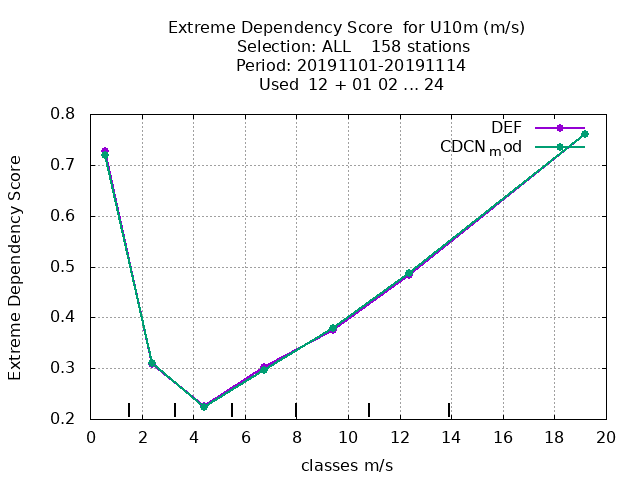 Extreme Dependency Score  for U10m (m/s)
Selection: ALL    158 stations
Period: 20191101-20191114
Used  12 + 01 02 ... 24
DEF
CDCN_mod
Extreme Dependency Score
0.8
0.7
0.6
0.5
0.4
0.3
0.2
0 2 4 6 8 10 12 14 16 18 20
classes m/s